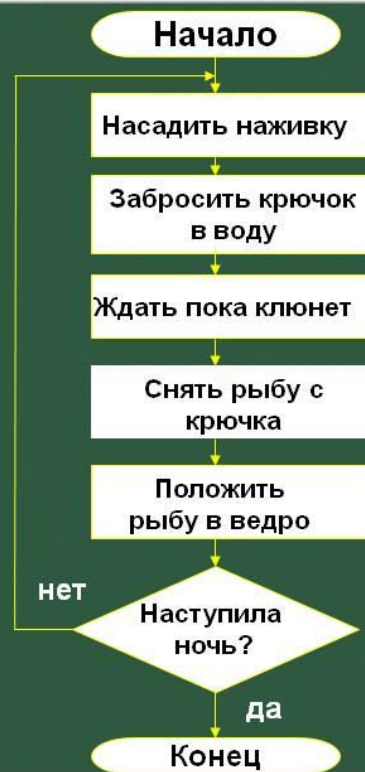 Начало
Насадить наживку
Забросить крючок
в воду
Ждать пока клюнет
Снять рыбу с
крючка
Положить
рыбу в ведро
нет
Наступила
ночь?
да
Конец